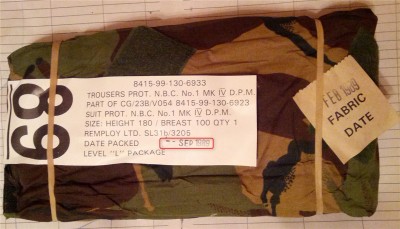 89
8415-99-130-6933
TROUSERS PROT. N.B.C. No.1 MK IV D.P.M.
PART OF CG/23B/V054 8415-99-130-6923
SUIT PROT. N.B.C. No.1 MK IV D.P.M.
SIZE: HEIGHT 180 / BREAST 100 QTY 1
REMPLOY LTD. SL31b/3205
DATE PACKED SEP 1989
LEVEL "L" PACKAGE
FEB 1989
FABRIC
DATE